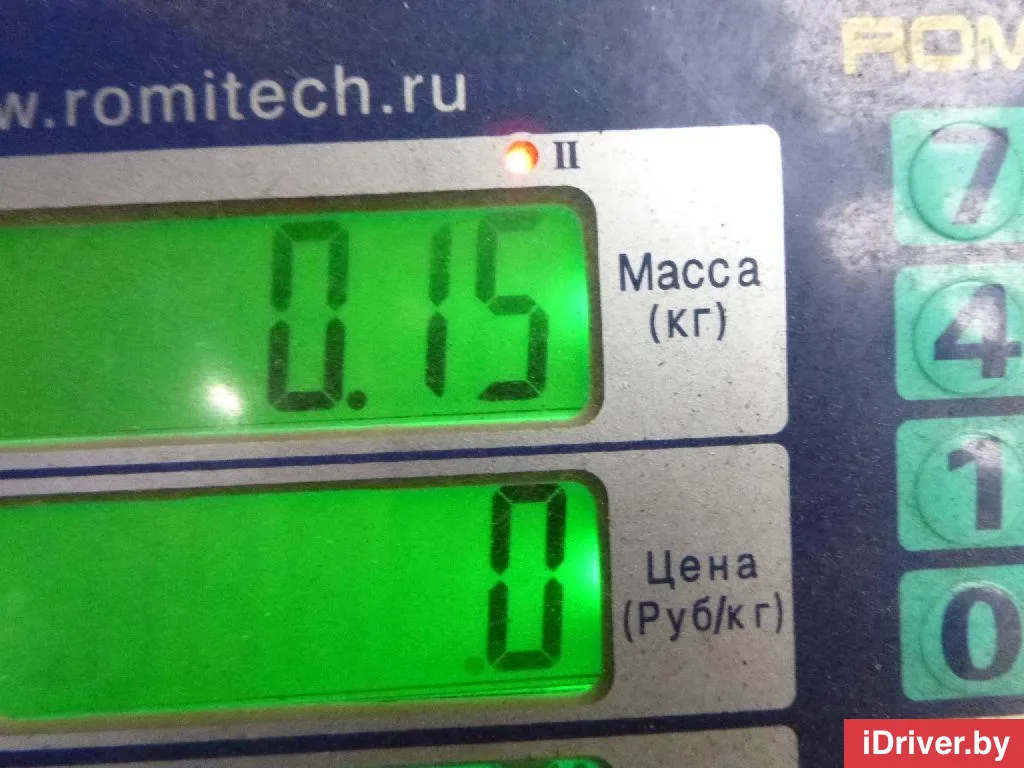 w.romitech.ru
ROM
II
0.15
Масса
(кг)
0
Цена
(Руб/кг)
7
4
1
0
iDriver.by